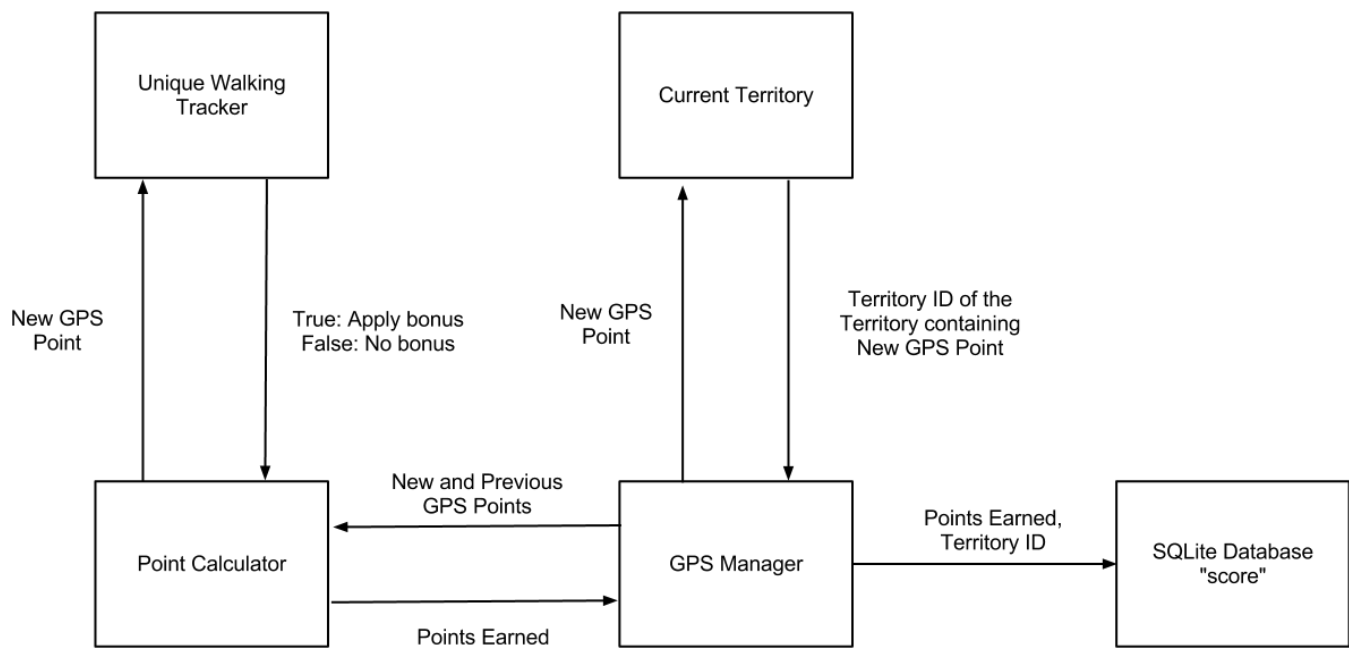 Unique Walking
Tracker
Current Territory
New GPS
Point
True: Apply bonus
False: No bonus
New GPS
Point
Territory ID of the
Territory containing
New GPS Point
New and Previous
GPS Points
Points Earned,
Territory ID
Point Calculator
GPS Manager
SQLite Database
"score"
Points Earned